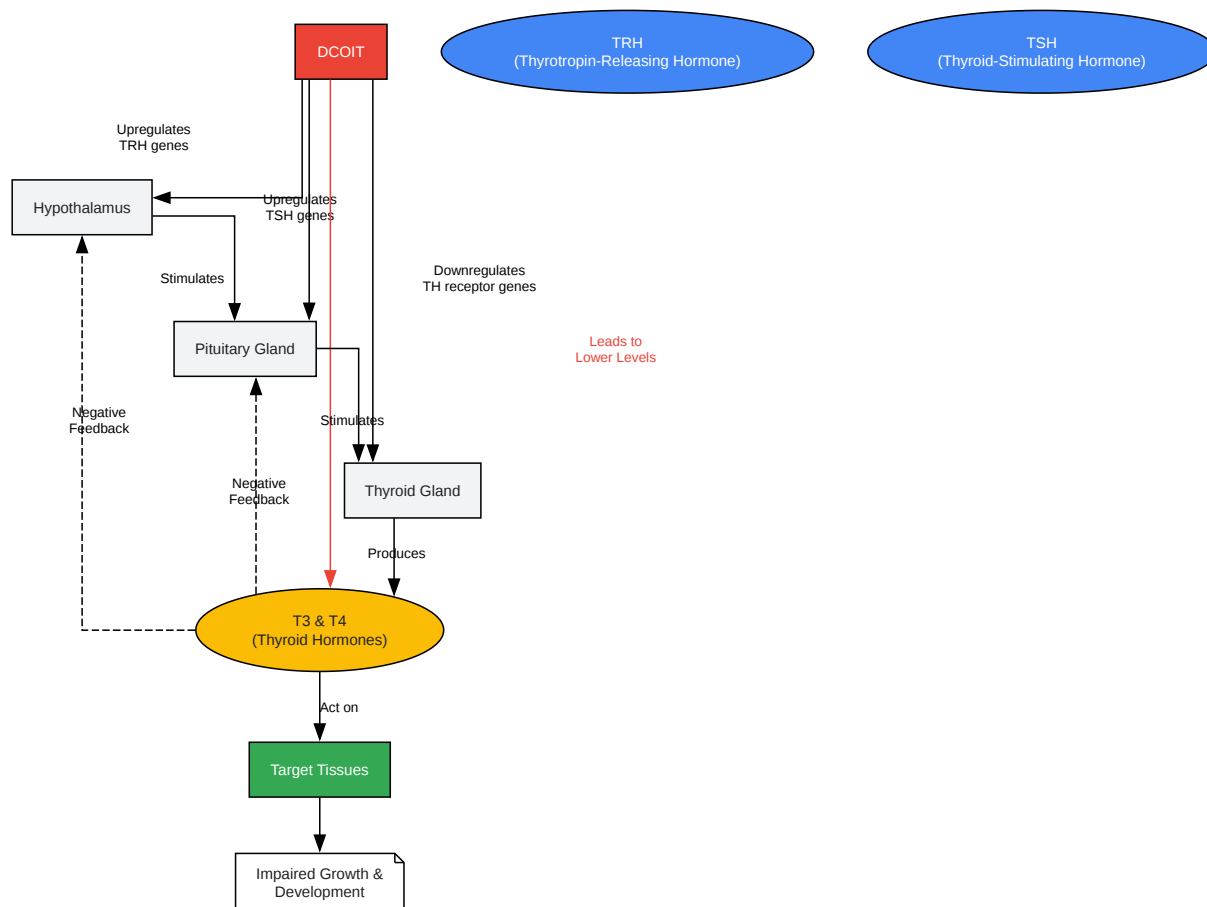 DCOIT
TRH
(Thyrotropin-Releasing Hormone)
TSH
(Thyroid-Stimulating Hormone)
Upregulates
TRH genes
Hypothalamus
Upregulates
TSH genes
Stimulates
Downregulates
TH receptor genes
Pituitary Gland
Leads to
Lower Levels
Negative
Feedback
Stimulates
Negative
Feedback
Thyroid Gland
Produces
T3 & T4
(Thyroid Hormones)
Act on
Target Tissues
Impaired Growth &
Development